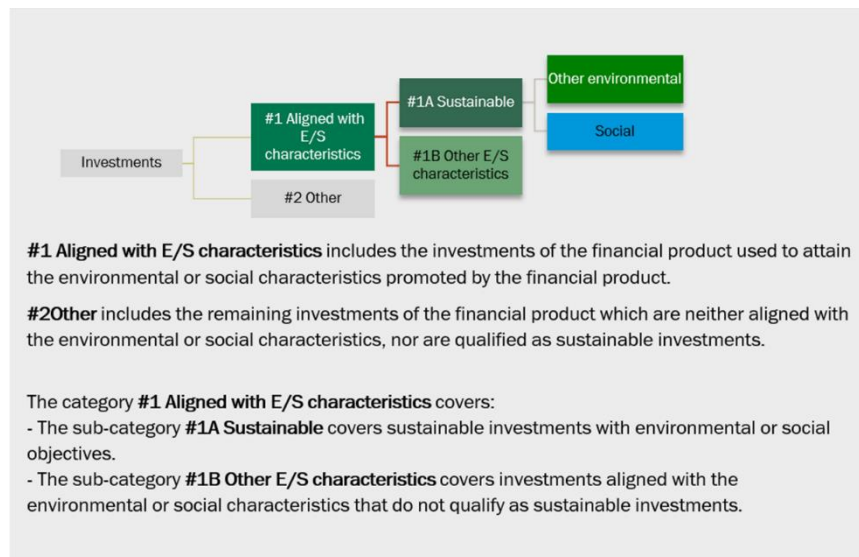 Other environmental
#1A Sustainable
#1 Aligned with
E/S
characteristics
Social
#1B Other E/S
characteristics
Investments
#2 Other
#1 Aligned with E/S characteristics includes the investments of the financial product used to attain
the environmental or social characteristics promoted by the financial product.
#2Other includes the remaining investments of the financial product which are neither aligned with
the environmental or social characteristics, nor are qualified as sustainable investments.
The category #1 Aligned with E/S characteristics covers:
- The sub-category #1A Sustainable covers sustainable investments with environmental or social
objectives.
- The sub-category #1B Other E/S characteristics covers investments aligned with the
environmental or social characteristics that do not qualify as sustainable investments.